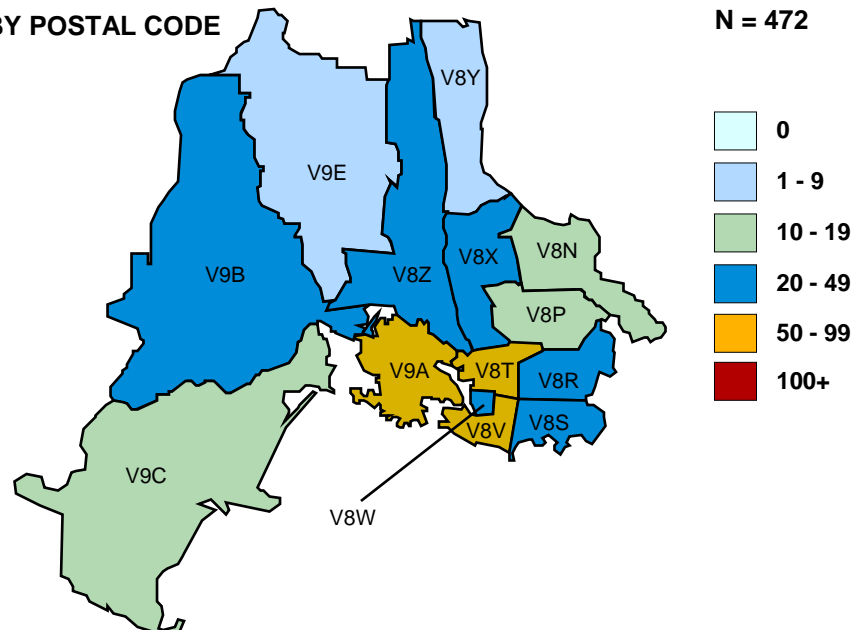 BY POSTAL CODE
N = 472
0
1 - 9
10 - 19
20 - 49
50 - 99
100+
V8Y
V9E
V8N
V9B
V8Z
V8X
V8P
V9A
V8T
V8R
V8V
V8S
V9C
V8W